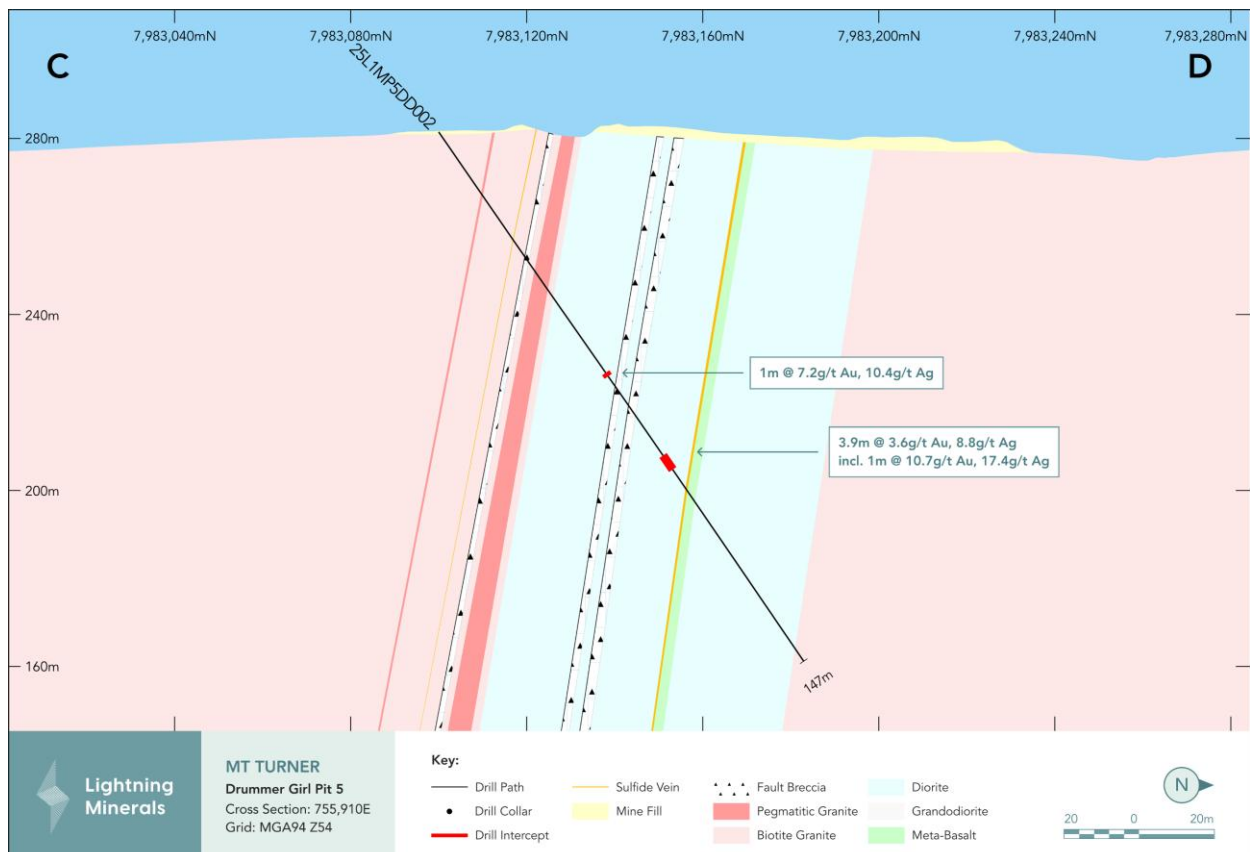 7,983,040mN
7,983,080mN
7,983,120mN
7,983,160mN
7,983,200mN
7,983,240mN
7,983,280mN
C
D
25L1MP5DD002
280m
240m
200m
160m
1m @ 7.2g/t Au, 10.4g/t Ag
3.9m @ 3.6g/t Au, 8.8g/t Ag
incl. 1m @ 10.7g/t Au, 17.4g/t Ag
147m
Lightning
Minerals
MT TURNER
Drummer Girl Pit 5
Cross Section: 755,910E
Grid: MGA94 Z54
Key:
Drill Path
Drill Collar
Drill Intercept
Sulfide Vein
Mine Fill
Fault Breccia
Pegmatitic Granite
Biotite Granite
Diorite
Grandodiorite
Meta-Basalt
N
20
0
20m